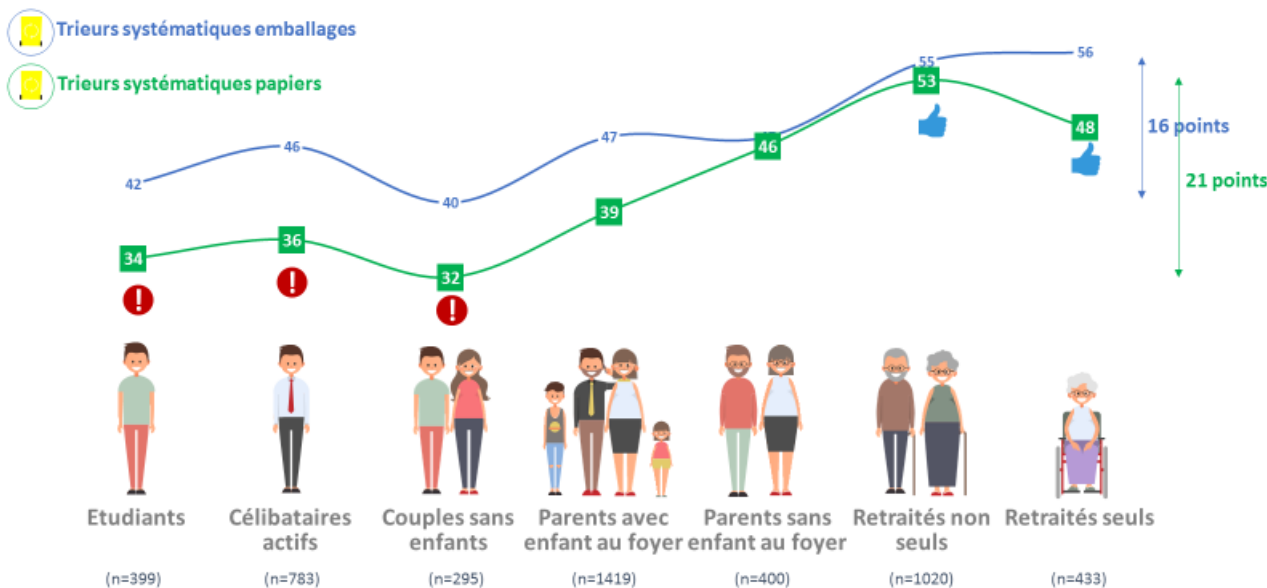 Trieurs systématiques emballages
Trieurs systématiques papiers
42
46
40
47
55
56
34
36
32
39
46
53
48
16 points
21 points
Etudiants
Célibataires
actifs
Couples sans
enfants
Parents avec
enfant au foyer
Parents sans
enfant au foyer
Retraités non
seuls
Retraités seuls
(n=399)
(n=783)
(n=295)
(n=1419)
(n=400)
(n=1020)
(n=433)